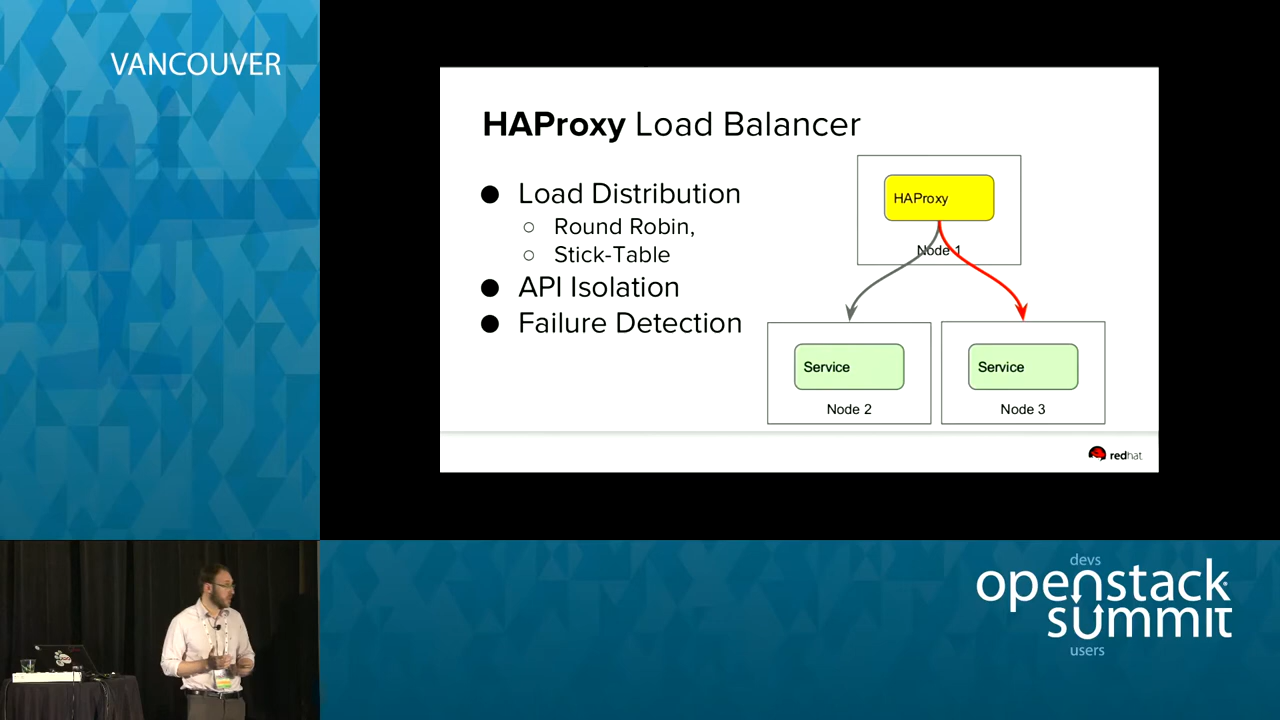 VANCOUVER
HAProxy Load Balancer
● Load Distribution
○ Round Robin,
○ Stick-Table
● API Isolation
● Failure Detection
HAProxy
Node 1
Service
Node 2
Service
Node 3
redhat
devs
openstack
summit
users